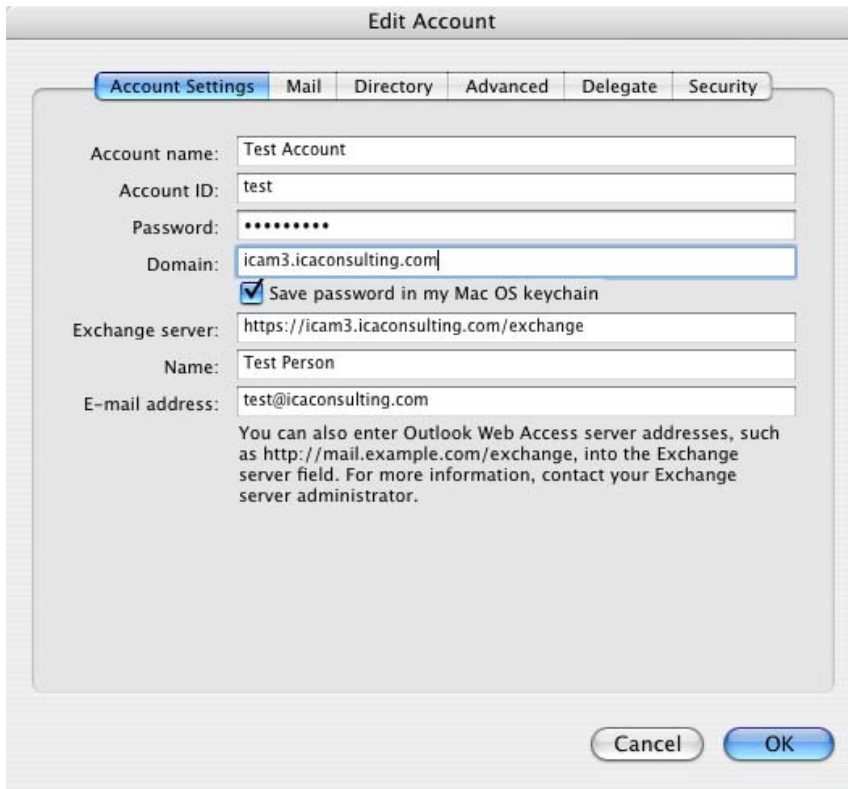 Edit Account
Account Settings Mail Directory Advanced Delegate Security
Account name: Test Account
Account ID: test
Password: •••••••••
Domain: icam3.icaconsulting.com
Save password in my Mac OS keychain
Exchange server: https://icam3.icaconsulting.com/exchange
Name: Test Person
E-mail address: test@icaconsulting.com
You can also enter Outlook Web Access server addresses, such
as http://mail.example.com/exchange, into the Exchange
server field. For more information, contact your Exchange
server administrator.
Cancel OK